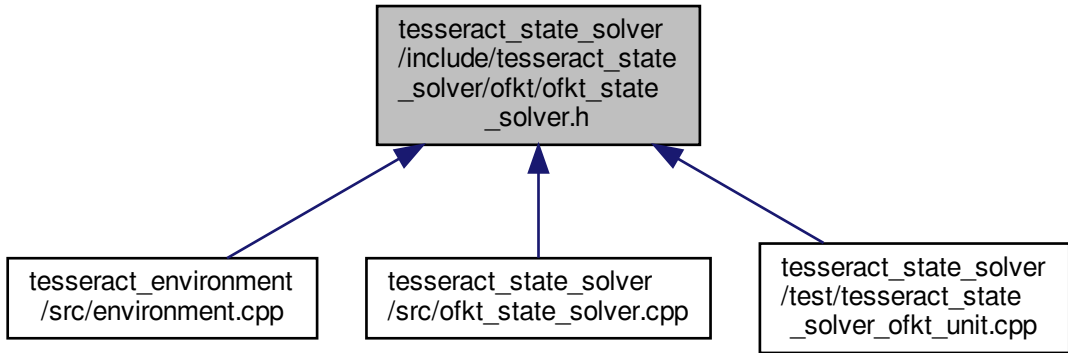 tesseract_state_solver
/include/tesseract_state
_solver/ofkt/ofkt_state
_solver.h
tesseract_environment
/src/environment.cpp
tesseract_state_solver
/src/ofkt_state_solver.cpp
tesseract_state_solver
/test/tesseract_state
_solver_ofkt_unit.cpp